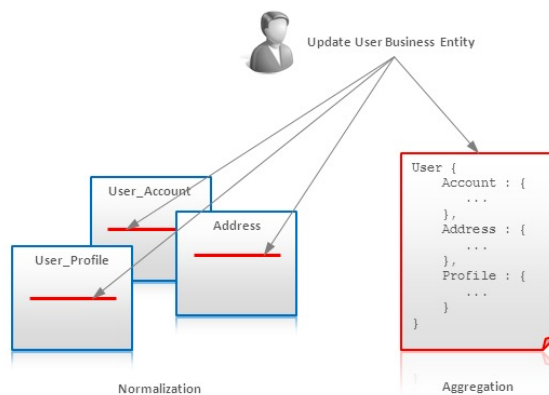 Update User Business Entity
User_Account
Address
User_Profile
User {
Account : {
...
},
Address : {
...
},
Profile : {
...
}
}
Normalization
Aggregation